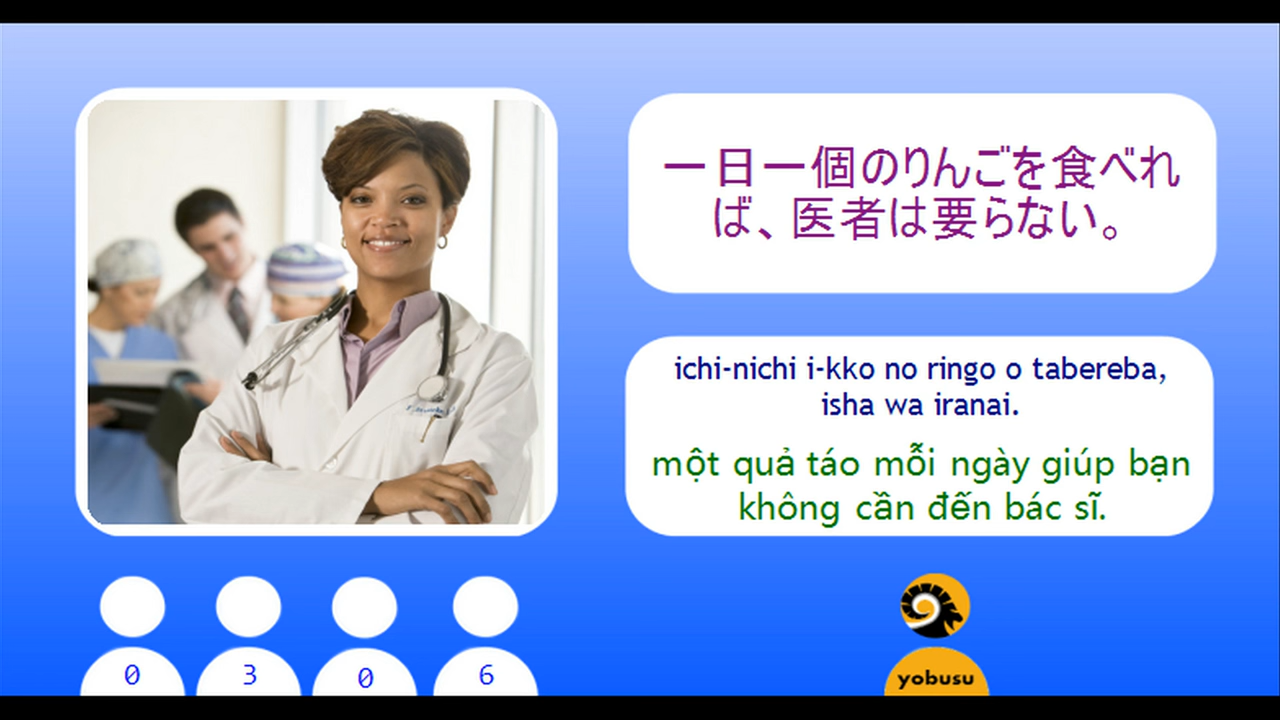 一日一個のりんごを食べれ
ば、医者は要らない。
ichi-nichi i-kko no ringo o tabereba,
isha wa iranai.
một quả táo mỗi ngày giúp bạn
không cần đến bác sĩ.
0 3 0 6
yobusu